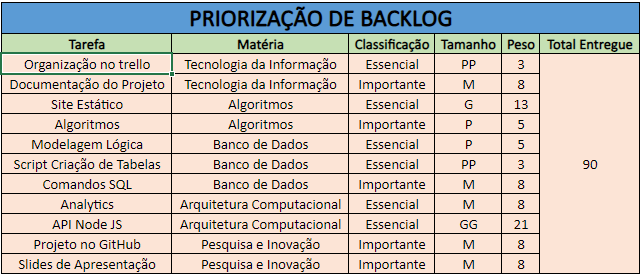 PRIORIZAÇÃO DE BACKLOG
Tarefa Matéria Classificação Tamanho Peso Total Entregue
Organização no trello Tecnologia da Informação Essencial PP 3
Documentação do Projeto Tecnologia da Informação Importante M 8
Site Estático Algoritmos Essencial G 13
Algoritmos Algoritmos Importante P 5
Modelagem Lógica Banco de Dados Essencial P 5
Script Criação de Tabelas Banco de Dados Essencial PP 3 90
Comandos SQL Banco de Dados Importante M 8
Analytics Arquitetura Computacional Essencial M 8
API Node JS Arquitetura Computacional Essencial GG 21
Projeto no GitHub Pesquisa e Inovação Importante M 8
Slides de Apresentação Pesquisa e Inovação Importante M 8